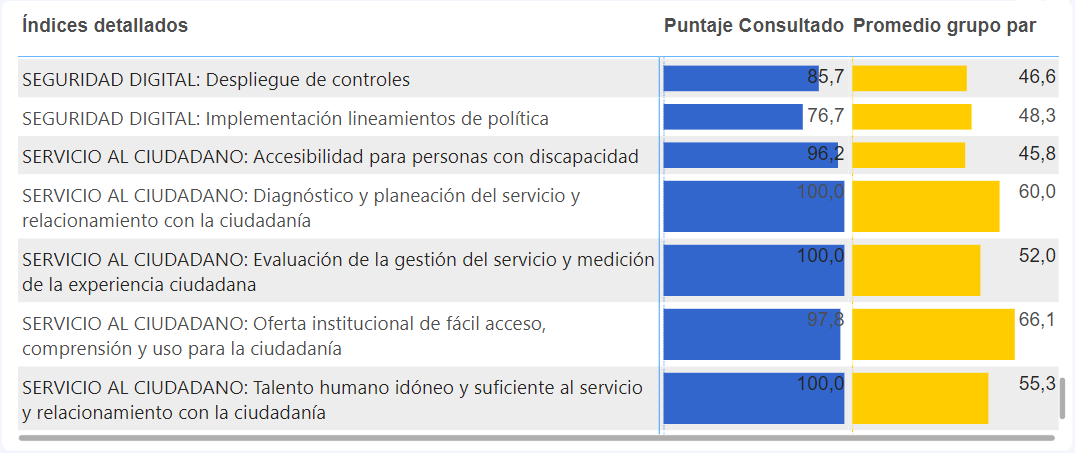 Índices detallados Puntaje Consultado Promedio grupo par
SEGURIDAD DIGITAL: Despliegue de controles 85,7 46,6
SEGURIDAD DIGITAL: Implementación lineamientos de política 76,7 48,3
SERVICIO AL CIUDADANO: Accesibilidad para personas con discapacidad 96,2 45,8
SERVICIO AL CIUDADANO: Diagnóstico y planeación del servicio y 100,0 60,0
relacionamiento con la ciudadanía
SERVICIO AL CIUDADANO: Evaluación de la gestión del servicio y medición 100,0 52,0
de la experiencia ciudadana
SERVICIO AL CIUDADANO: Oferta institucional de fácil acceso, 97,8 66,1
comprensión y uso para la ciudadanía
SERVICIO AL CIUDADANO: Talento humano idóneo y suficiente al servicio 100,0 55,3
y relacionamiento con la ciudadanía